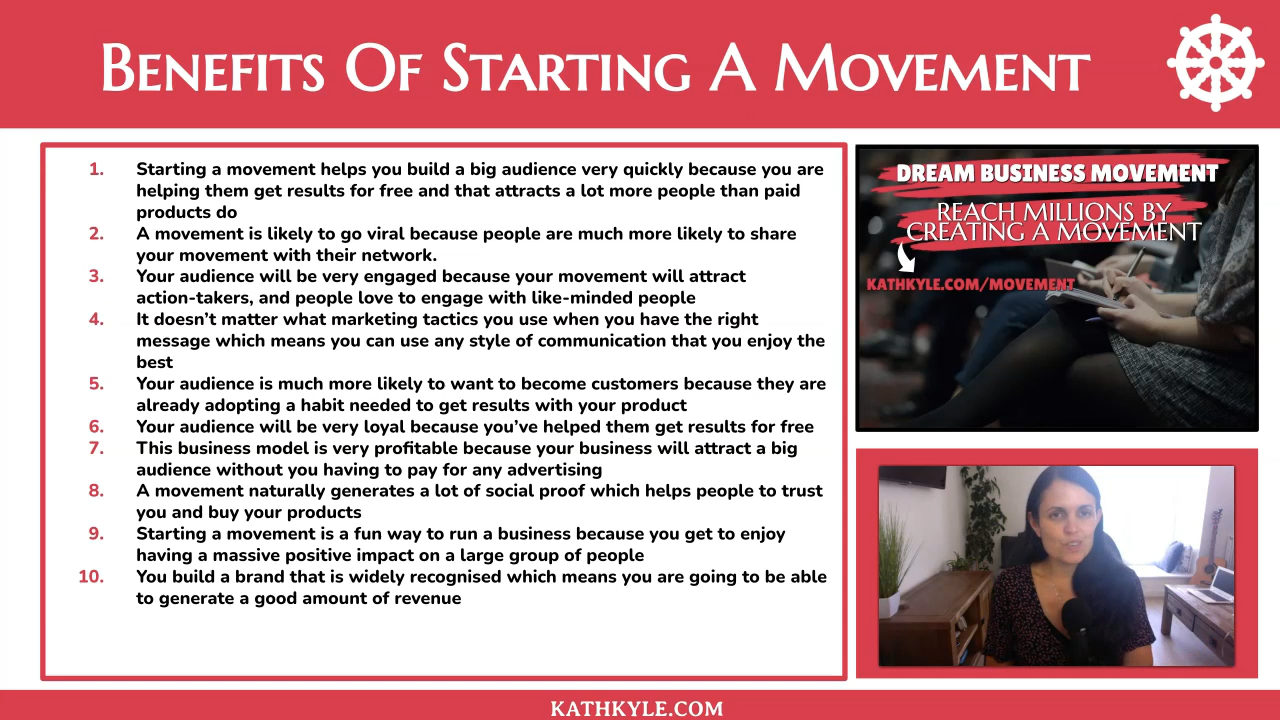 Benefits Of Starting A Movement
1. Starting a movement helps you build a big audience very quickly because you are
helping them get results for free and that attracts a lot more people than paid
products do
2. A movement is likely to go viral because people are much more likely to share
your movement with their network.
3. Your audience will be very engaged because your movement will attract
action-takers, and people love to engage with like-minded people
4. It doesn’t matter what marketing tactics you use when you have the right
message which means you can use any style of communication that you enjoy the
best
5. Your audience is much more likely to want to become customers because they are
already adopting a habit needed to get results with your product
6. Your audience will be very loyal because you’ve helped them get results for free
7. This business model is very profitable because your business will attract a big
audience without you having to pay for any advertising
8. A movement naturally generates a lot of social proof which helps people to trust
you and buy your products
9. Starting a movement is a fun way to run a business because you get to enjoy
having a massive positive impact on a large group of people
10. You build a brand that is widely recognised which means you are going to be able
to generate a good amount of revenue
DREAM BUSINESS MOVEMENT
REACH MILLIONS BY
CREATING A MOVEMENT
KATHKYLE.COM/MOVEMENT
KATHKYLE.COM